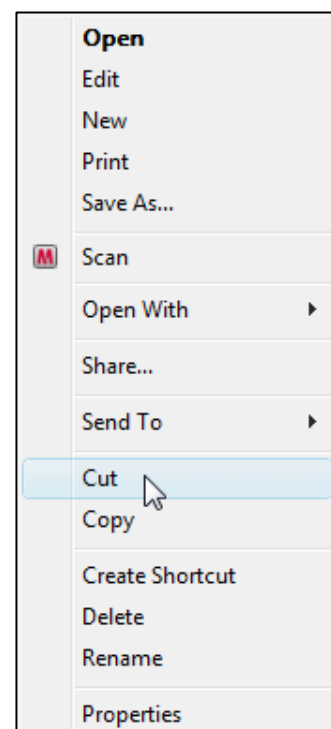 Open
Edit
New
Print
Save As...
M Scan
Open With
Share...
Send To
Cut
Copy
Create Shortcut
Delete
Rename
Properties